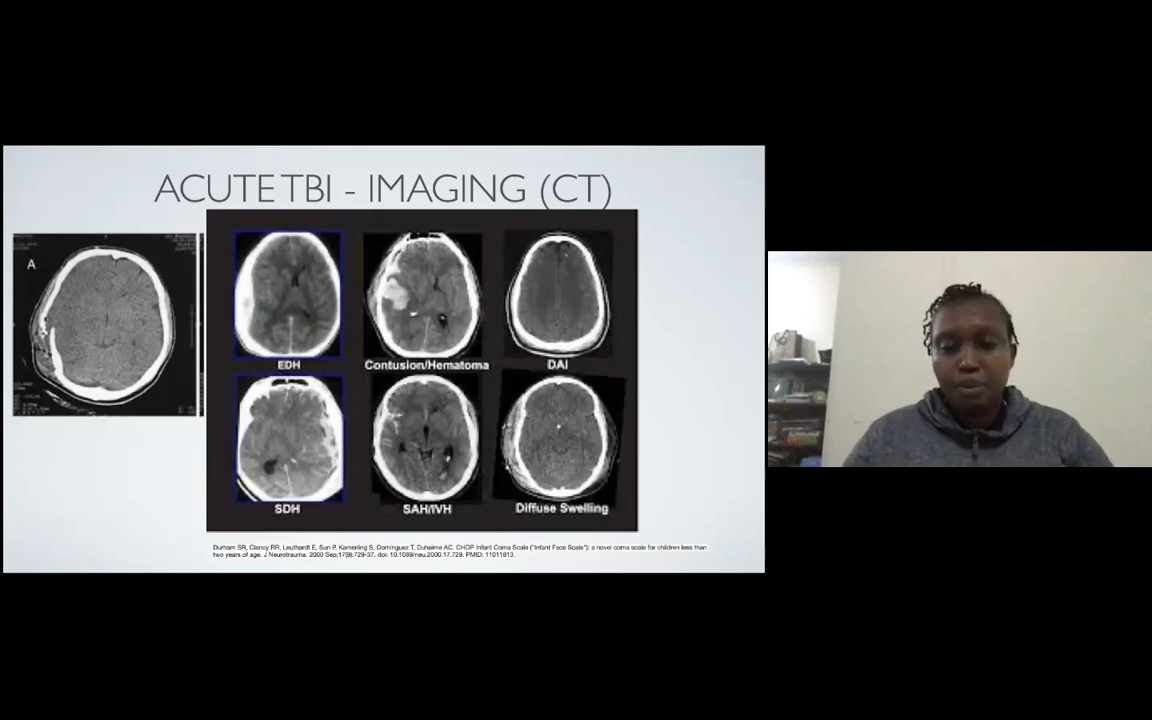 ACUTE TBI - IMAGING (CT)
A
EDH
Contusion/Hematoma
DAI
SDH
SAH/IVH
Diffuse Swelling
Durham SR, Clancy RR, Leuthardt E, Sun P, Kamerling S, Dominguez T, Duhaime AC. CHOP Infant Coma Scale ("Infant Face Scale"): a novel coma scale for children less than
two years of age. J Neurotrauma. 2000 Sep;17(9):729-37. doi: 10.1089/neu.2000.17.729. PMID: 11011813.